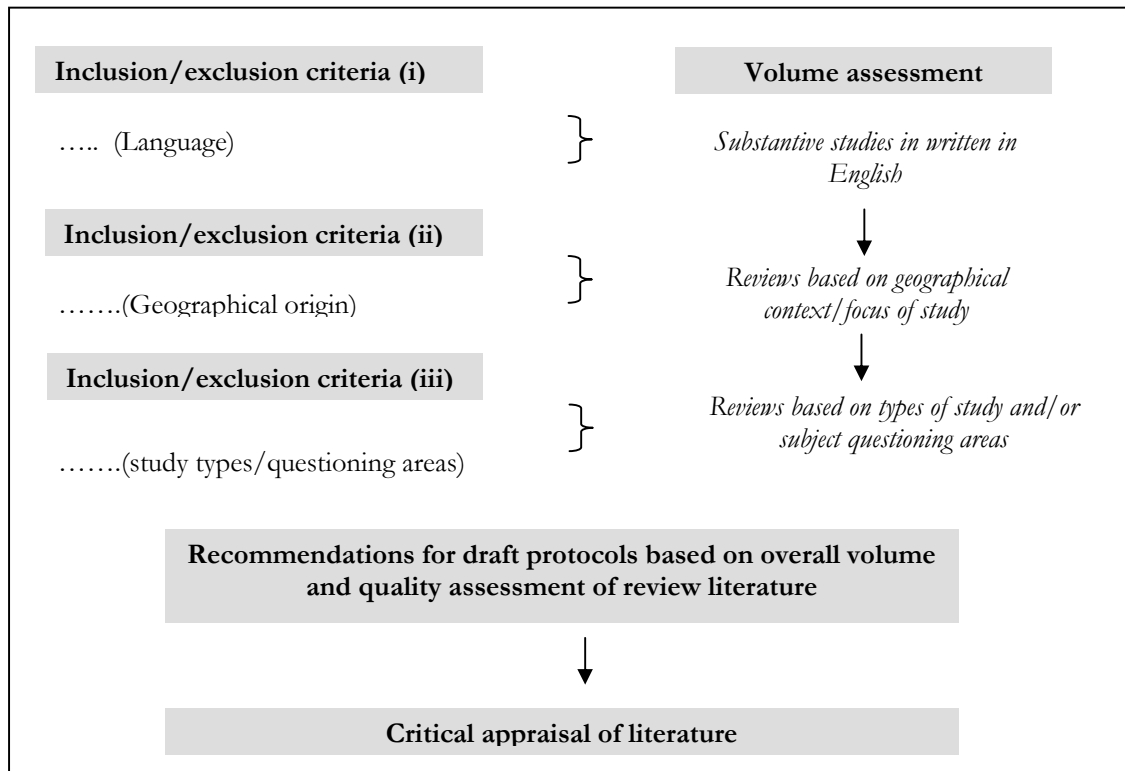 Inclusion/exclusion criteria (i)
Volume assessment
….. (Language)
Substantive studies in written in
English
Inclusion/exclusion criteria (ii)
…….(Geographical origin)
Reviews based on geographical
context/focus of study
Inclusion/exclusion criteria (iii)
…….(study types/questioning areas)
Reviews based on types of study and/or
subject questioning areas
Recommendations for draft protocols based on overall volume
and quality assessment of review literature
Critical appraisal of literature